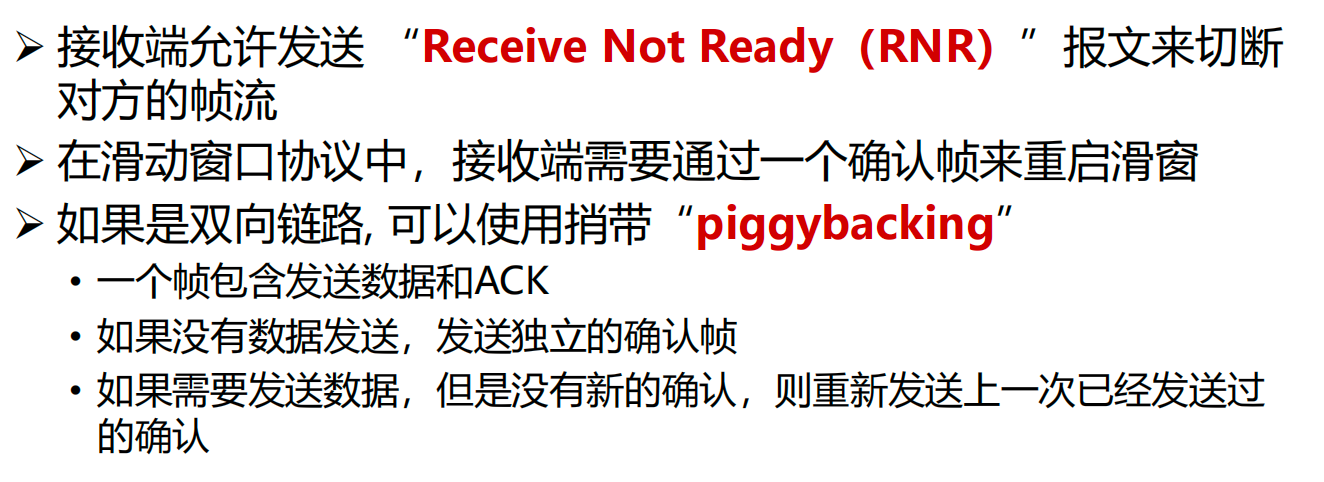 ➢ 接收端允许发送 “Receive Not Ready（RNR）”报文来切断
对方的帧流
➢ 在滑动窗口协议中，接收端需要通过一个确认帧来重启滑窗
➢ 如果是双向链路, 可以使用捎带“piggybacking”
• 一个帧包含发送数据和ACK
• 如果没有数据发送，发送独立的确认帧
• 如果需要发送数据，但是没有新的确认，则重新发送上一次已经发送过
的确认